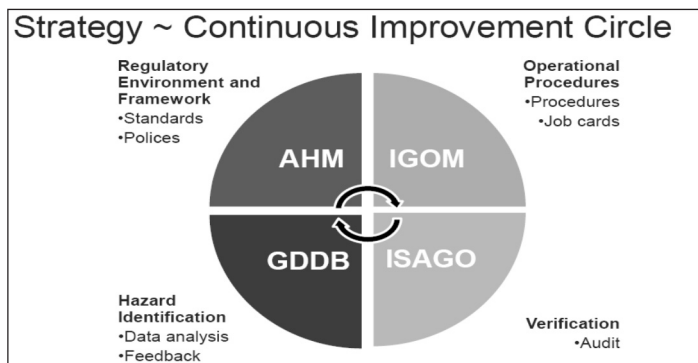 Strategy ~ Continuous Improvement Circle
Regulatory
Environment and
Framework
•Standards
•Polices
Operational
Procedures
•Procedures
•Job cards
AHM
IGOM
GDDB
ISAGO
Hazard
Identification
•Data analysis
•Feedback
Verification
•Audit